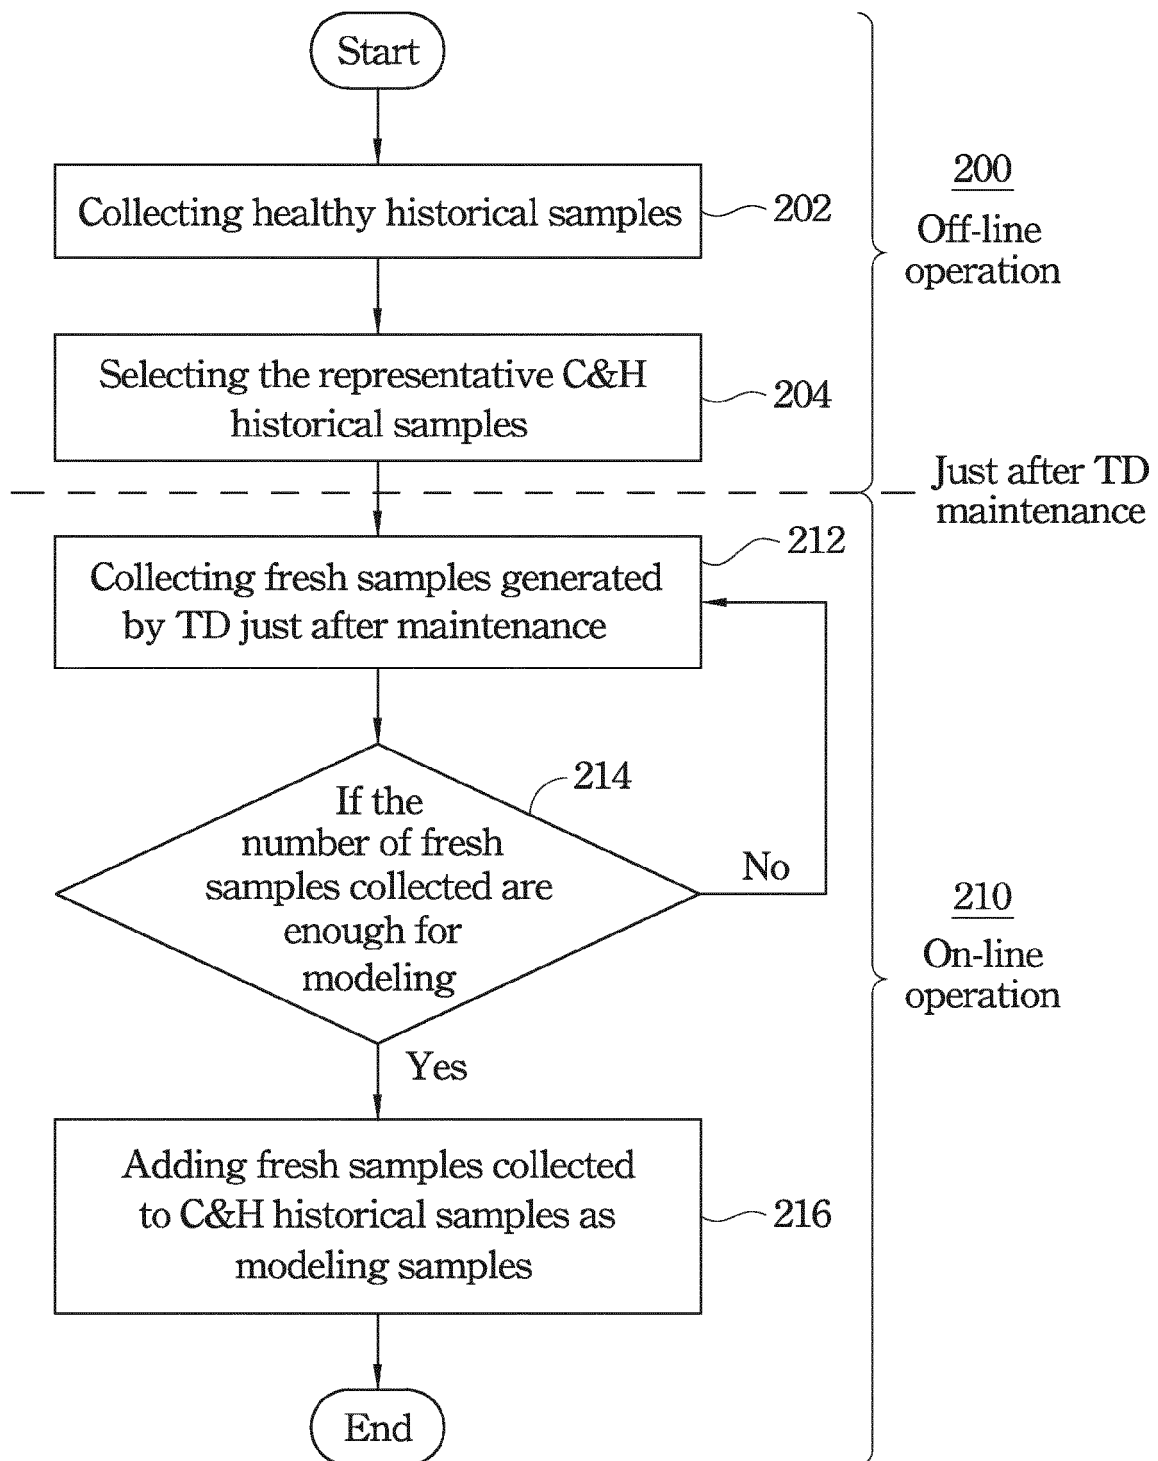 Start
Collecting healthy historical samples
202
200
Off-line
operation
Selecting the representative C&H
historical samples
204
Just after TD
maintenance
212
Collecting fresh samples generated
by TD just after maintenance
214
If the
number of fresh
samples collected are
enough for
modeling
No
210
On-line
operation
Yes
Adding fresh samples collected
to C&H historical samples as
modeling samples
216
End